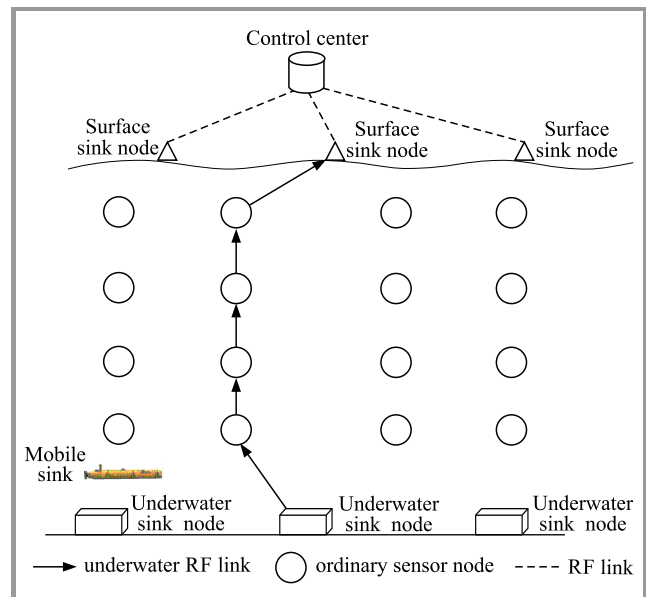 Control center
Surface
sink node
Surface
sink node
Surface
sink node
Mobile
sink
Underwater
sink node
Underwater
sink node
Underwater
sink node
underwater RF link
ordinary sensor node
RF link